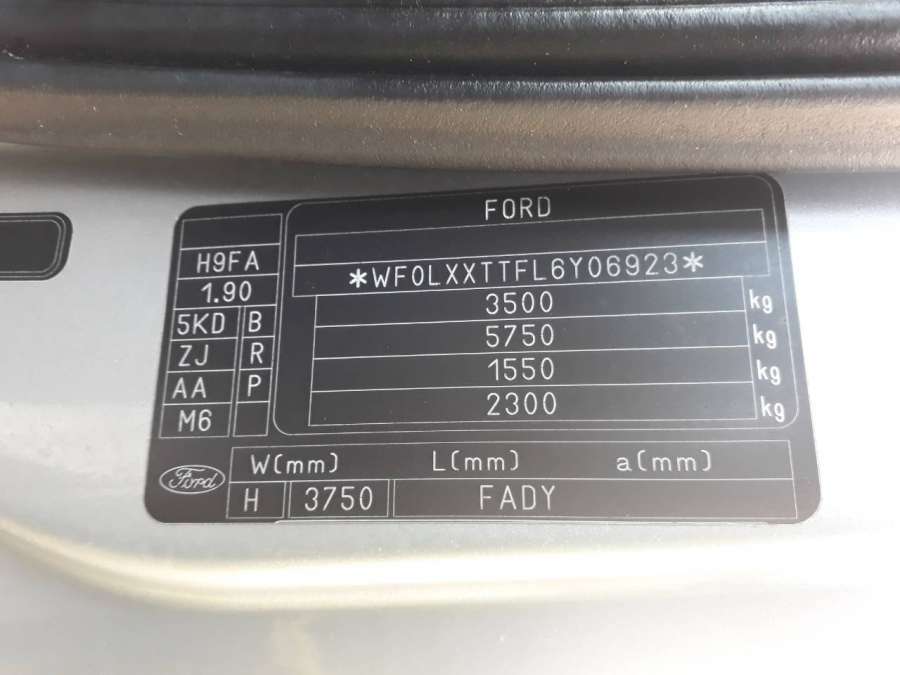 FORD
H9FA
*WF0LXXTTFL6Y06923*
1.90
3500 kg
5KD B
5750 kg
ZJ R
1550 kg
AA P
2300 kg
M6
Ford
W(mm) L(mm) a(mm)
H 3750 FADY